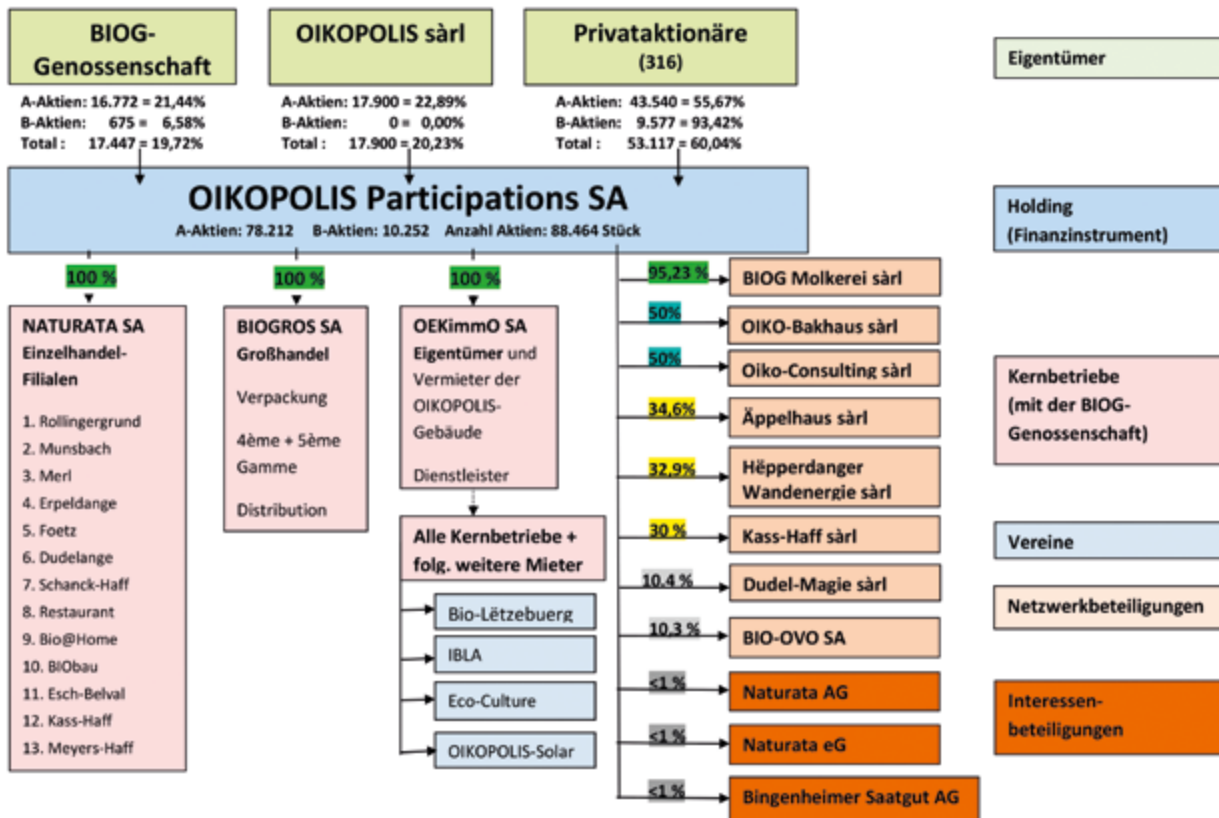 BIOG-
Genossenschaft
OIKOPOLIS sàrl
Privataktionäre
(316)
A-Aktien: 16.772 = 21,44%
B-Aktien: 675 = 6,58%
Total : 17.447 = 19,72%
A-Aktien: 17.900 = 22,89%
B-Aktien: 0 = 0,00%
Total : 17.900 = 20,23%
A-Aktien: 43.540 = 55,67%
B-Aktien: 9.577 = 93,42%
Total : 53.117 = 60,04%
OIKOPOLIS Participations SA
A-Aktien: 78.212 B-Aktien: 10.252 Anzahl Aktien: 88.464 Stück
100 %
NATURATA SA
Einzelhandel-
Filialen
1. Rollingergrund
2. Munsbach
3. Merl
4. Erpeldange
5. Foetz
6. Dudelange
7. Schanck-Haff
8. Restaurant
9. Bio@Home
10. BIObau
11. Esch-Belval
12. Kass-Haff
13. Meyers-Haff
100 %
BIOGROS SA
Großhandel
Verpackung
4ème + 5ème
Gamme
Distribution
100 %
OEKimmO SA
Eigentümer und
Vermieter der
OIKOPOLIS-
Gebäude
Dienstleister
Alle Kernbetriebe +
folg. weitere Mieter
Bio-Lëtzebuerg
IBLA
Eco-Culture
OIKOPOLIS-Solar
95,23 %
BIOG Molkerei sàrl
50%
OIKO-Bakhaus sàrl
50%
Oiko-Consulting sàrl
34,6%
Äppelhaus sàrl
32,9%
Hëpperdanger
Wandenergie sàrl
30 %
Kass-Haff sàrl
10.4 %
Dudel-Magie sàrl
10.3 %
BIO-OVO SA
<1 %
Naturata AG
<1 %
Naturata eG
<1 %
Bingenheimer Saatgut AG
Eigentümer
Holding
(Finanzinstrument)
Kernbetriebe
(mit der BIOG-
Genossenschaft)
Vereine
Netzwerkbeteiligungen
Interessen-
beteiligungen